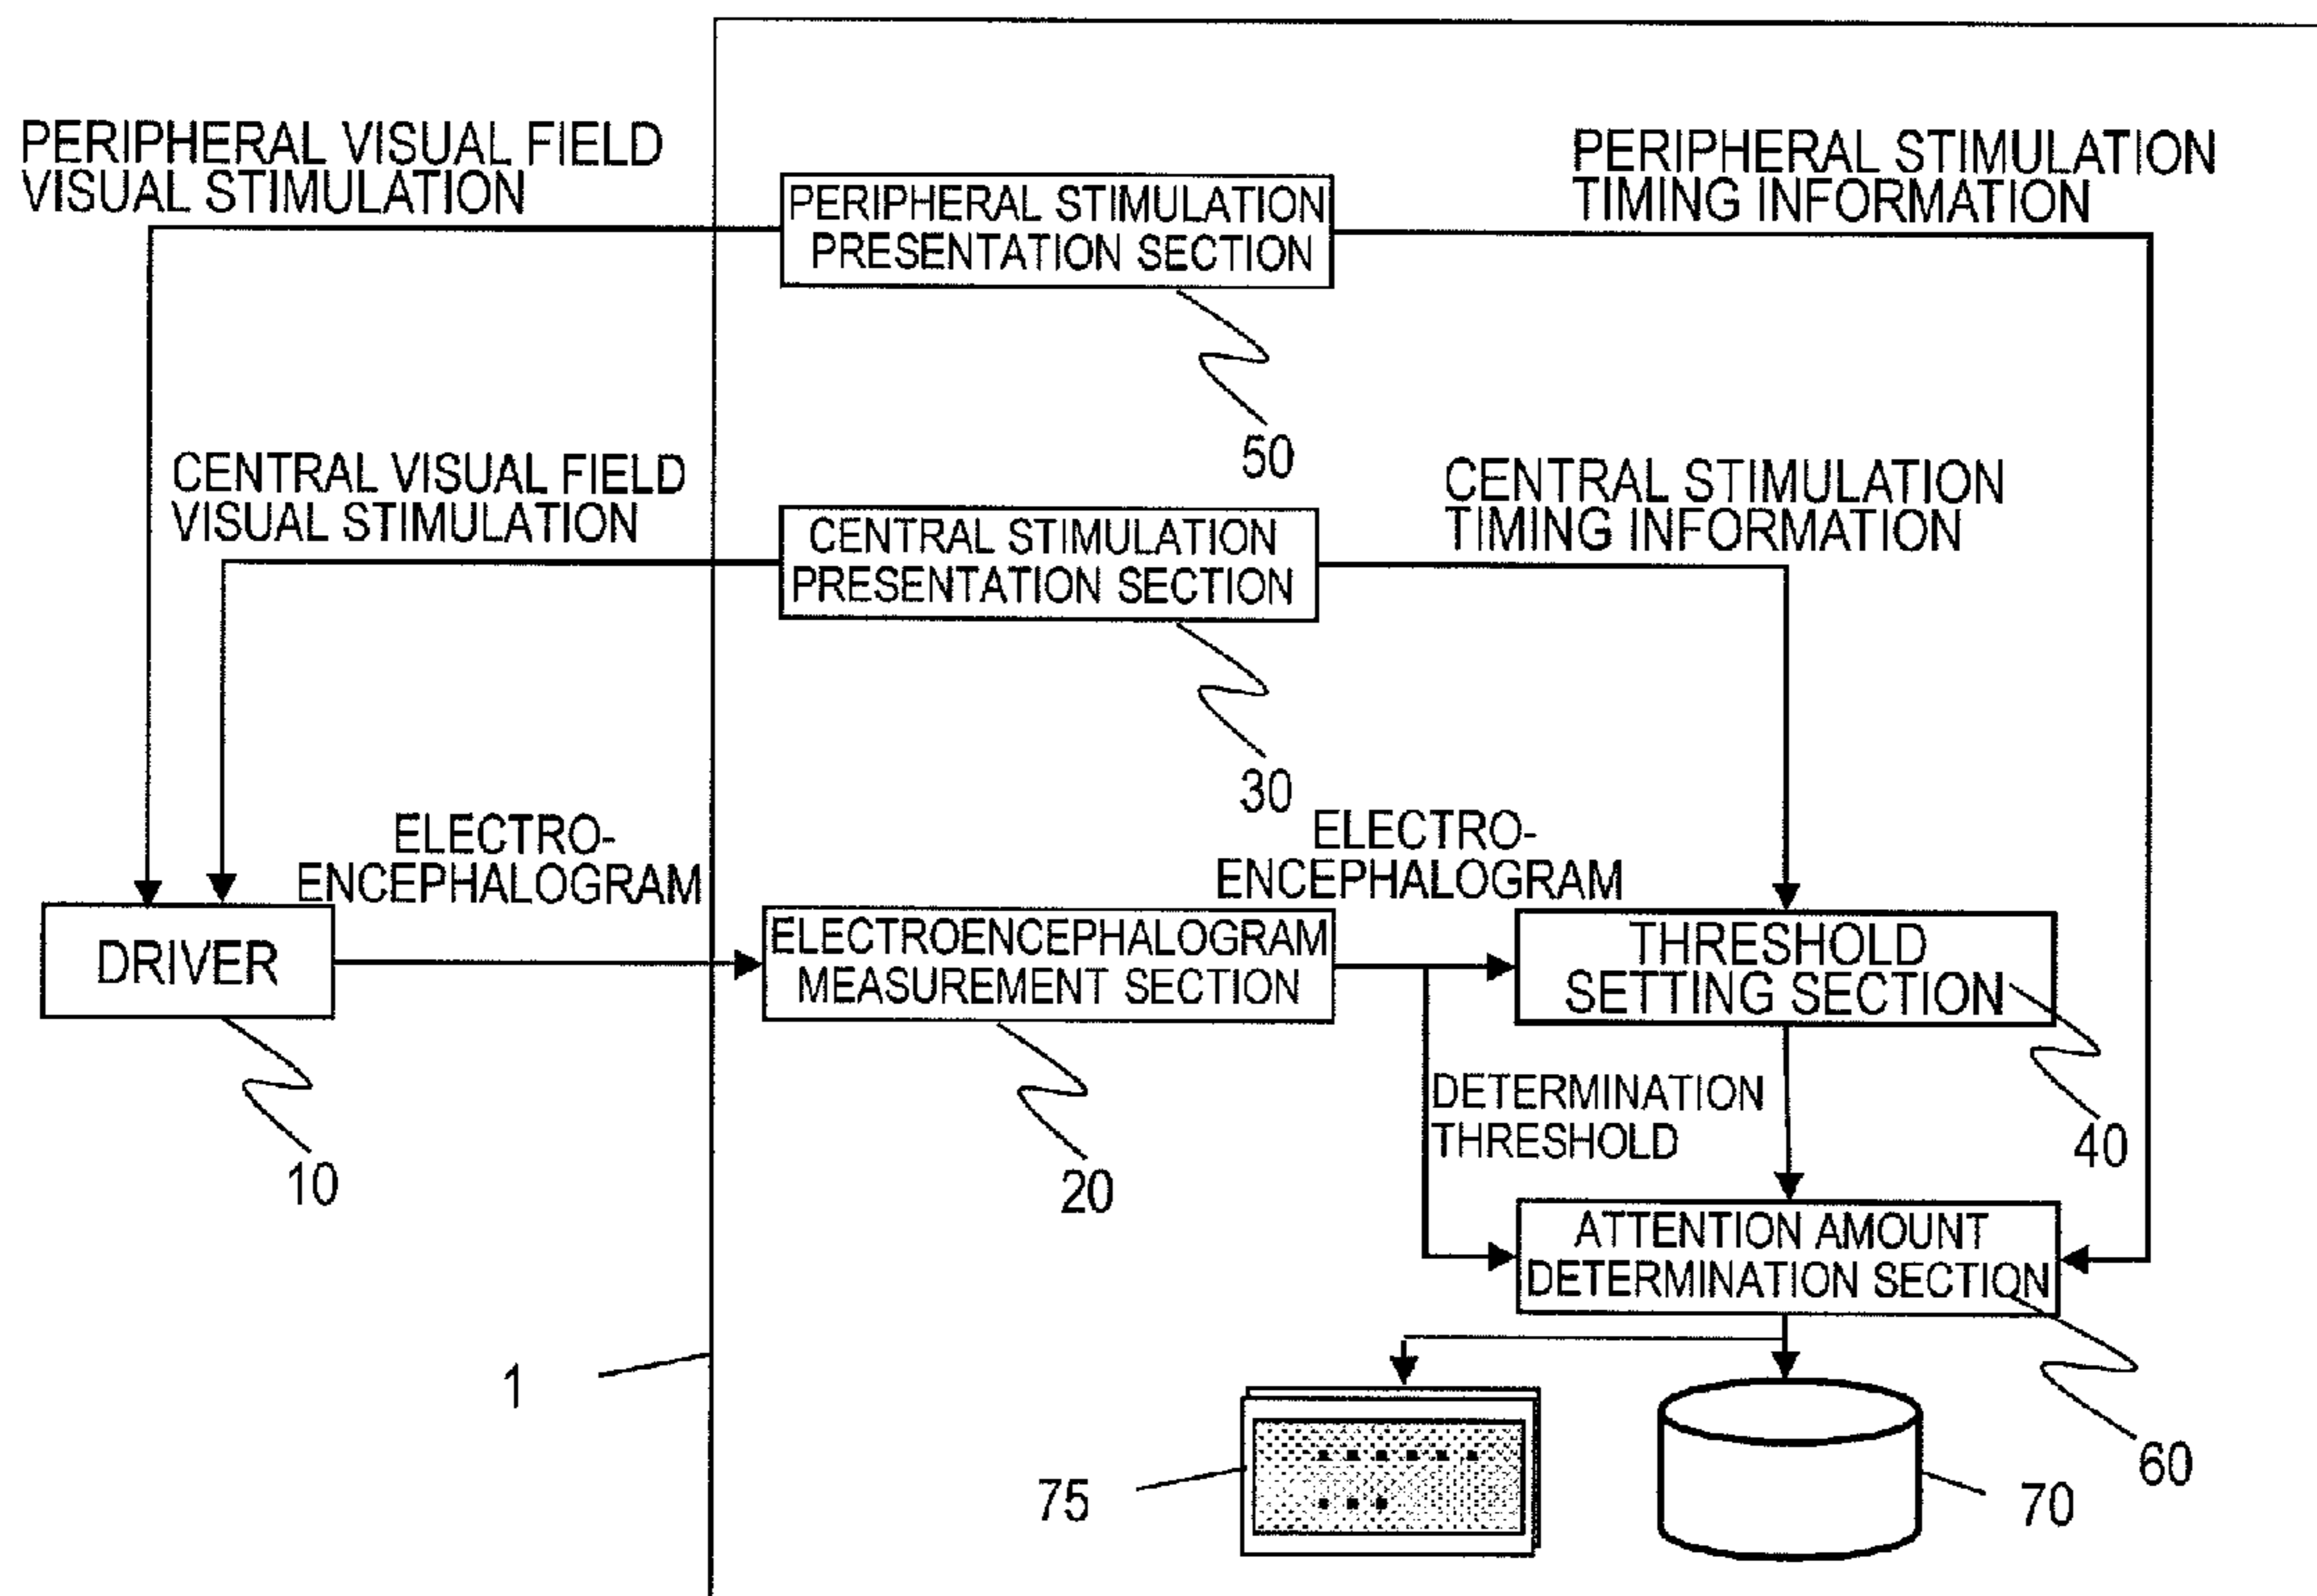 PERIPHERAL VISUAL FIELD
VISUAL STIMULATION
PERIPHERAL STIMULATION
PRESENTATION SECTION
PERIPHERAL STIMULATION
TIMING INFORMATION
50
CENTRAL VISUAL FIELD
VISUAL STIMULATION
CENTRAL STIMULATION
PRESENTATION SECTION
CENTRAL STIMULATION
TIMING INFORMATION
30
ELECTRO-
ENCEPHALOGRAM
ELECTRO-
ENCEPHALOGRAM
DRIVER
ELECTROENCEPHALOGRAM
MEASUREMENT SECTION
THRESHOLD
SETTING SECTION
10
20
DETERMINATION
THRESHOLD
40
ATTENTION AMOUNT
DETERMINATION SECTION
1
75
70
60